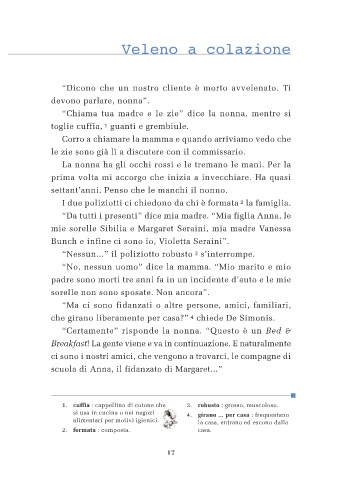 Veleno a colazione
“Dicono che un nostro cliente è morto avvelenato. Ti
devono parlare, nonna”.
“Chiama tua madre e le zie” dice la nonna, mentre si
toglie cuffia, 1 guanti e grembiule.
Corro a chiamare la mamma e quando arriviamo vedo che
le zie sono già lì a discutere con il commissario.
La nonna ha gli occhi rossi e le tremano le mani. Per la
prima volta mi accorgo che inizia a invecchiare. Ha quasi
settant’anni. Penso che le manchi il nonno.
I due poliziotti ci chiedono da chi è formata 2 la famiglia.
“Da tutti i presenti” dice mia madre. “Mia figlia Anna, le
mie sorelle Sibilia e Margaret Seraini, mia madre Vanessa
Bunch e infine ci sono io, Violetta Seraini”.
“Nessun...” il poliziotto robusto 3 s’interrompe.
“No, nessun uomo” dice la mamma. “Mio marito e mio
padre sono morti tre anni fa in un incidente d’auto e le mie
sorelle non sono sposate. Non ancora”.
“Ma ci sono fidanzati o altre persone, amici, familiari,
che girano liberamente per casa?” 4 chiede De Simonis.
“Certamente” risponde la nonna. “Questo è un Bed &
Breakfast! La gente viene e va in continuazione. E naturalmente
ci sono i nostri amici, che vengono a trovarci, le compagne di
scuola di Anna, il fidanzato di Margaret...”
1. cuffia : cappellino di cotone che
si usa in cucina o nei negozi
alimentari per motivi igienici.
2. formata : composta.
3. robusto : grosso, muscoloso.
4. girano ... per casa : frequentano
la casa, entrano ed escono dalla
casa.
17